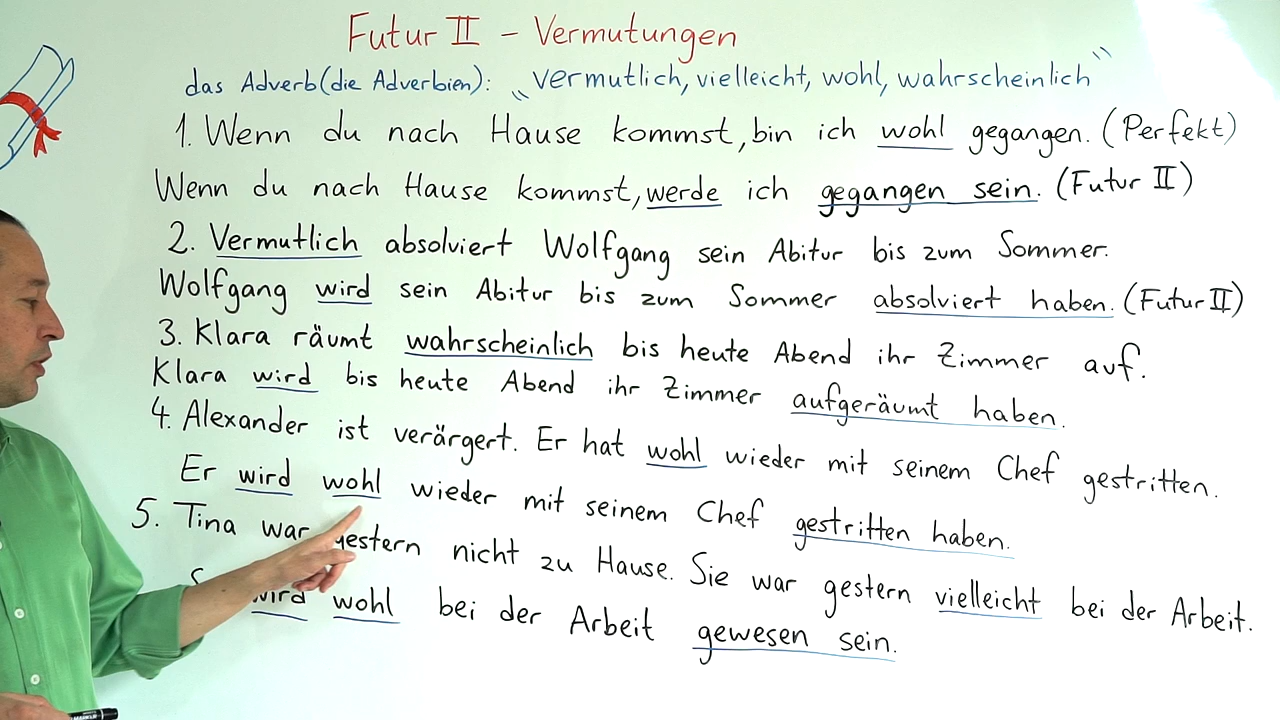 Futur II - Vermutungen
das Adverb (die Adverbien): „vermutlich, vielleicht, wohl, wahrscheinlich"
1. Wenn du nach Hause kommst, bin ich wohl gegangen. (Perfekt)
Wenn du nach Hause kommst, werde ich gegangen sein. (Futur II)
2. Vermutlich absolviert Wolfgang sein Abitur bis zum Sommer.
Wolfgang wird sein Abitur bis zum Sommer absolviert haben. (Futur II)
3. Klara räumt wahrscheinlich bis heute Abend ihr Zimmer auf.
Klara wird bis heute Abend ihr Zimmer aufgeräumt haben.
4. Alexander ist verärgert. Er hat wohl wieder mit seinem Chef gestritten.
Er wird wohl wieder mit seinem Chef gestritten haben.
5. Tina war gestern nicht zu Hause. Sie war gestern vielleicht bei der Arbeit.
wird wohl bei der Arbeit gewesen sein.